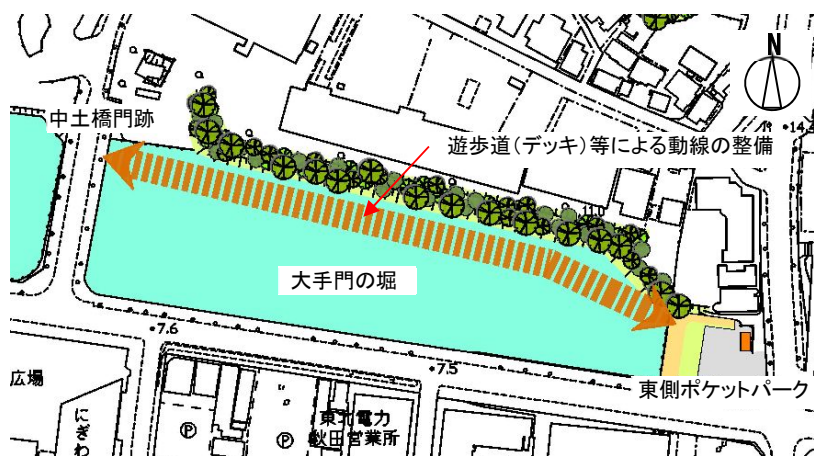 N
14
中土橋門跡
遊歩道(デッキ)等による動線の整備
大手門の堀
7.6
7.5
東側ポケットパーク
広場
にぎわ
Ⓟ
Ⓟ
東北電力
秋田営業所